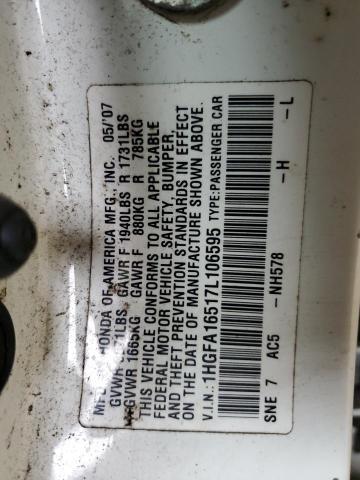 HONDA OF AMERICA MFG., INC. 05/'07
GVWR 1LBS GAWR F 1940LBS R 1731LBS
GVWR 1665KG GAWR F 880KG R 785KG
THIS VEHICLE CONFORMS TO ALL APPLICABLE
FEDERAL MOTOR VEHICLE SAFETY, BUMPER,
AND THEFT PREVENTION STANDARDS IN EFFECT
ON THE DATE OF MANUFACTURE SHOWN ABOVE.
V.I.N.: 1HGFA16517L106595 TYPE:PASSENGER CAR
SNE 7 AC5 -NH578 -H -L